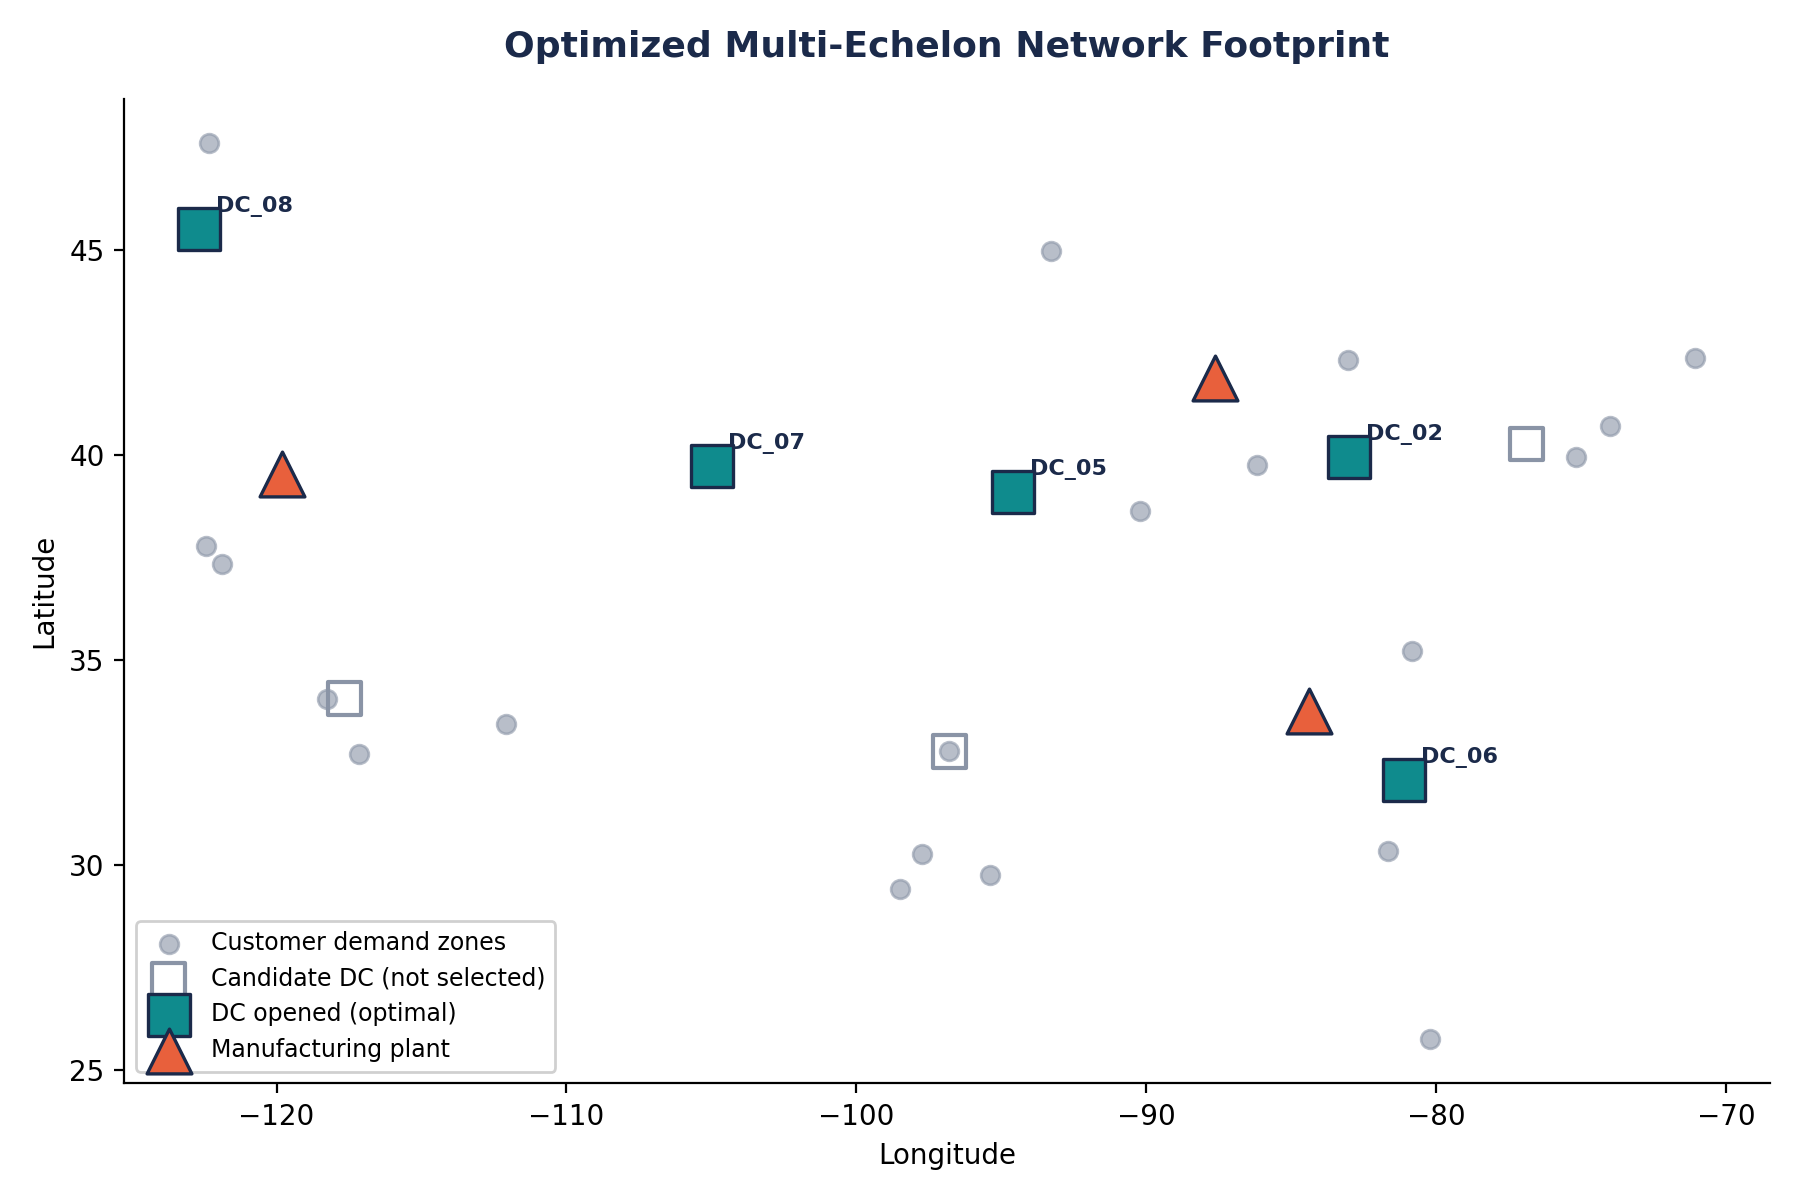 Optimized Multi-Echelon Network Footprint
DC_08
DC_07
DC_05
DC_02
DC_06
45
40
35
30
25
Latitude
Customer demand zones
Candidate DC (not selected)
DC opened (optimal)
Manufacturing plant
−120
−110
−100
−90
−80
−70
Longitude